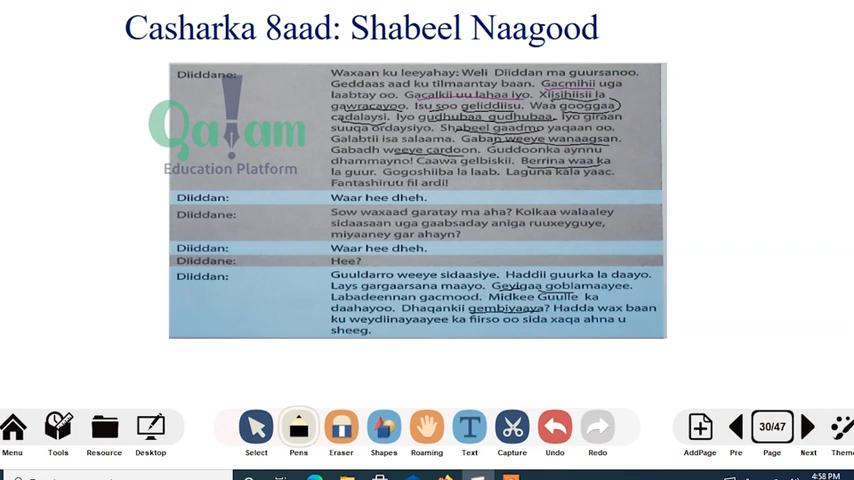 Casharka 8aad: Shabeel Naagood
Diiddane: Waxaan ku leeyahay: Weli Diiddan ma guursanoo.
Geddaas aad ku tilmaantay baan. Gacmihii uga
laabtay oo. Gacalkii uu lahaa iyo. Xiisihiisii la
gawracayoo. Isu soo geliddiisu. Waa googgaa
cadalaysi. Iyo gudhubaa gudhubaa. Iyo giraan
suuqa ordaysiyo. Shabeel gaadmo yaqaan oo.
Galabtii isa salaama. Gaban weeye wanaagsan.
Gabadh weeye cardoon. Guddoonka aynnu
dhammayno! Caawa gelbiskii. Berrina waa ka
la guur. Gogoshiiba la laab. Laguna kala yaac.
Fantashiruu fil ardi!
Qalam
Education Platform
Diiddan: Waar hee dheh.
Diiddane: Sow waxaad garatay ma aha? Kolkaa walaaley
sidaasaan uga gaabsaday aniga ruuxeyguye,
miyaaney gar ahayn?
Diiddan: Waar hee dheh.
Diiddane: Hee?
Diiddan: Guuldarro weeye sidaasiye. Haddii guurka la daayo.
Lays gargaarsana maayo. Geyigaa goblamaayee.
Labadeennan gacmood. Midkee Guulle ka
daahayoo. Dhaqankii gembiyaaya? Hadda wax baan
ku weydiinayaayee ka fiirso oo sida xaqa ahna u
sheeg.
Menu Tools Resource Desktop Select Pens Eraser Shapes Roaming Text Capture Undo Redo AddPage Pre 30/47 Page Next Theme
4:58 PM